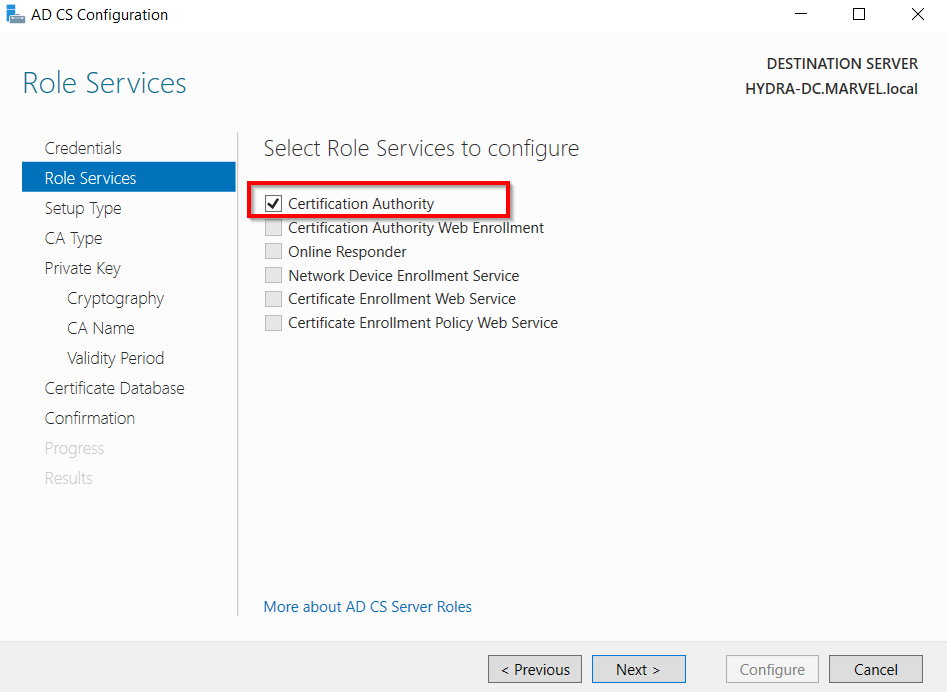 AD CS Configuration
Role Services
DESTINATION SERVER
HYDRA-DC.MARVEL.local
Credentials
Role Services
Setup Type
CA Type
Private Key
Cryptography
CA Name
Validity Period
Certificate Database
Confirmation
Progress
Results
Select Role Services to configure
Certification Authority
Certification Authority Web Enrollment
Online Responder
Network Device Enrollment Service
Certificate Enrollment Web Service
Certificate Enrollment Policy Web Service
More about AD CS Server Roles
< Previous
Next >
Configure
Cancel